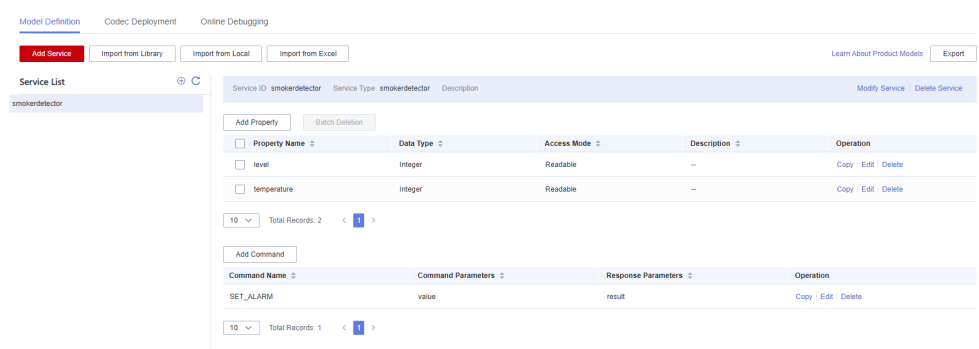 Model Definition Codec Deployment Online Debugging
Add Service Import from Library Import from Local Import from Excel Learn About Product Models Export
Service List
smokerdetector
Service ID smokerdetector Service Type smokerdetector Description Modify Service Delete Service
Add Property Batch Deletion
Property Name Data Type Access Mode Description Operation
level Integer Readable -- Copy Edit Delete
temperature Integer Readable -- Copy Edit Delete
10 Total Records: 2 < 1 >
Add Command
Command Name Command Parameters Response Parameters Operation
SET_ALARM value result Copy Edit Delete
10 Total Records: 1 < 1 >